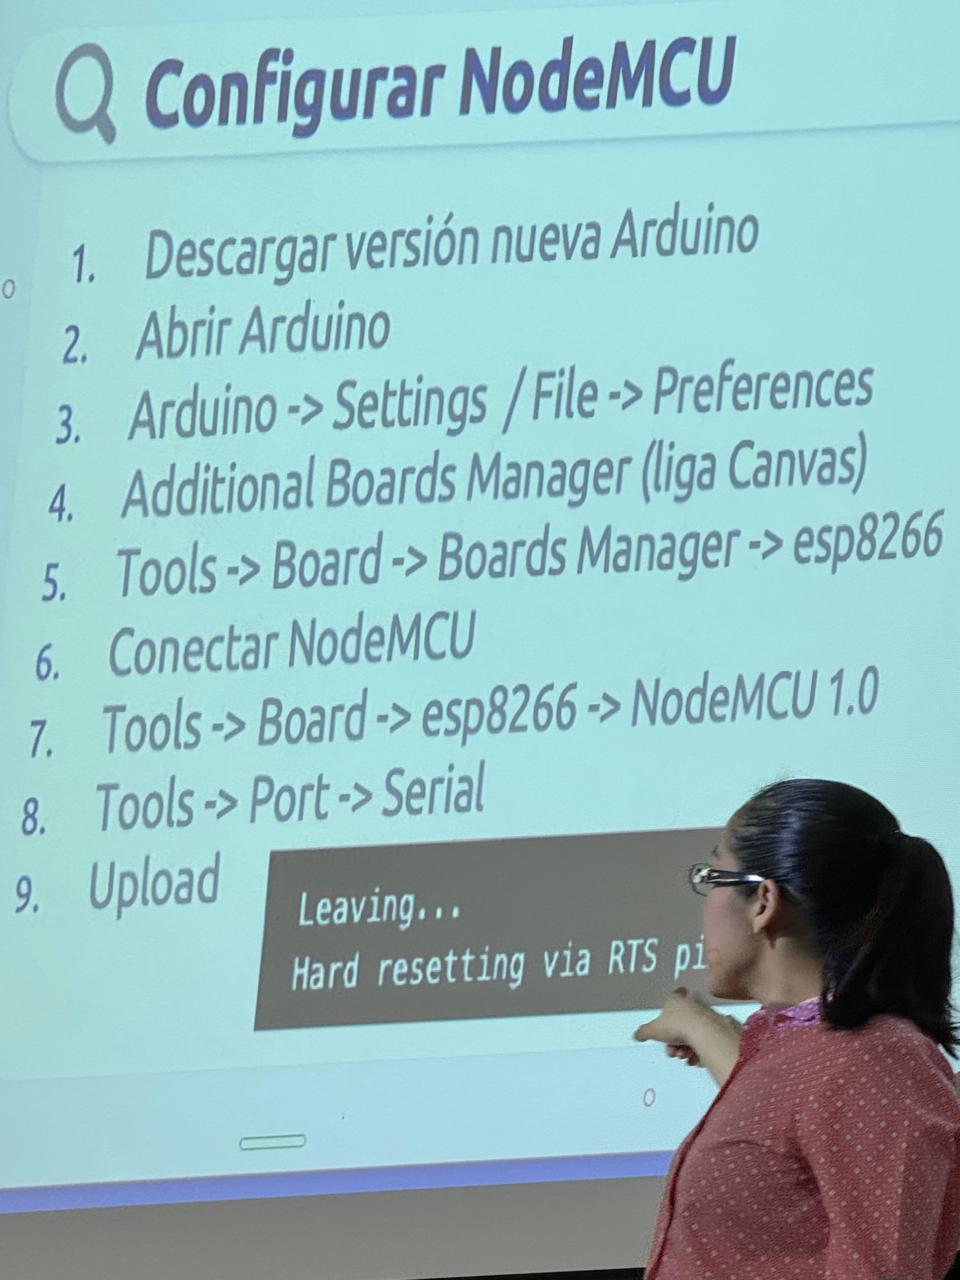 Configurar NodeMCU
1. Descargar versión nueva Arduino
2. Abrir Arduino
3. Arduino -> Settings / File -> Preferences
4. Additional Boards Manager (liga Canvas)
5. Tools -> Board -> Boards Manager -> esp8266
6. Conectar NodeMCU
7. Tools -> Board -> esp8266 -> NodeMCU 1.0
8. Tools -> Port -> Serial
9. Upload
Leaving...
Hard resetting via RTS